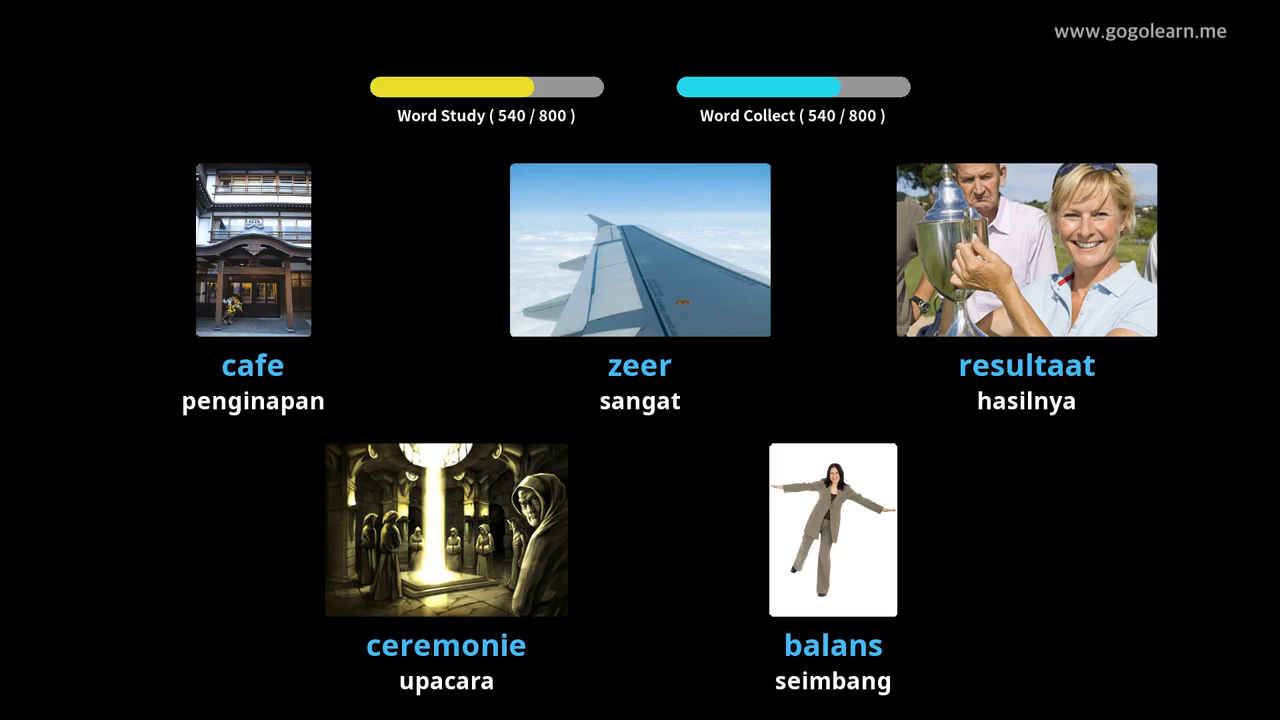 www.gogolearn.me
Word Study ( 540 / 800 )
Word Collect ( 540 / 800 )
cafe
penginapan
zeer
sangat
resultaat
hasilnya
ceremonie
upacara
balans
seimbang